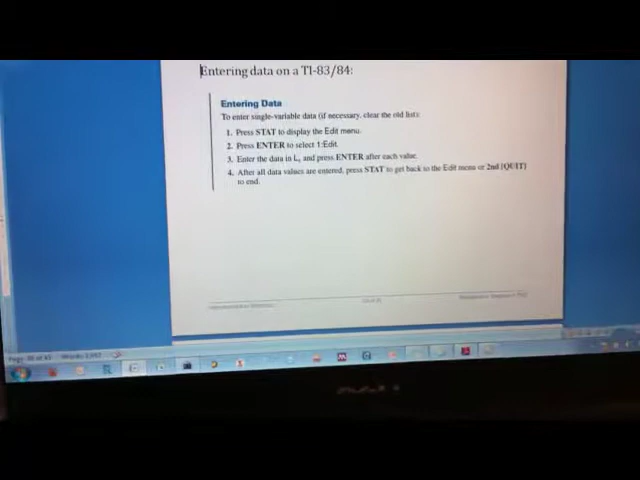 Entering data on a TI-83/84:
Entering Data
To enter single-variable data (if necessary, clear the old list):
1. Press STAT to display the Edit menu.
2. Press ENTER to select 1:Edit.
3. Enter the data in L₁ and press ENTER after each value.
4. After all data values are entered, press STAT to get back to the Edit menu or 2nd [QUIT]
to end.